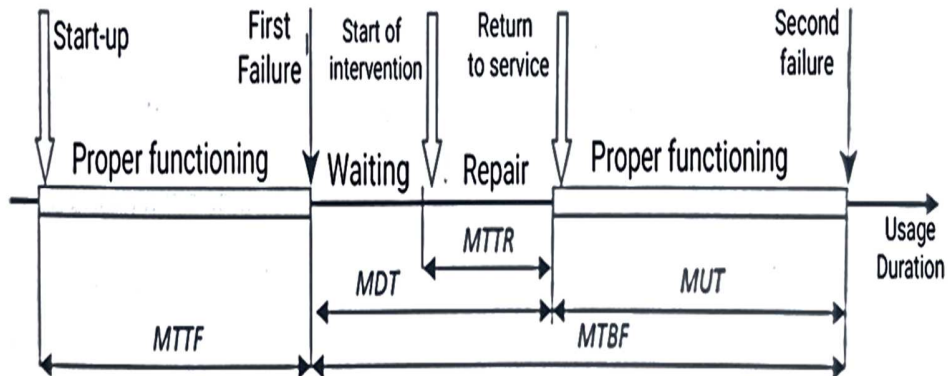 Start-up
First
Failure
Start of
intervention
Return
to service
Second
failure
Proper functioning
Waiting
Repair
Proper functioning
Usage
Duration
MTTR
MDT
MUT
MTTF
MTBF